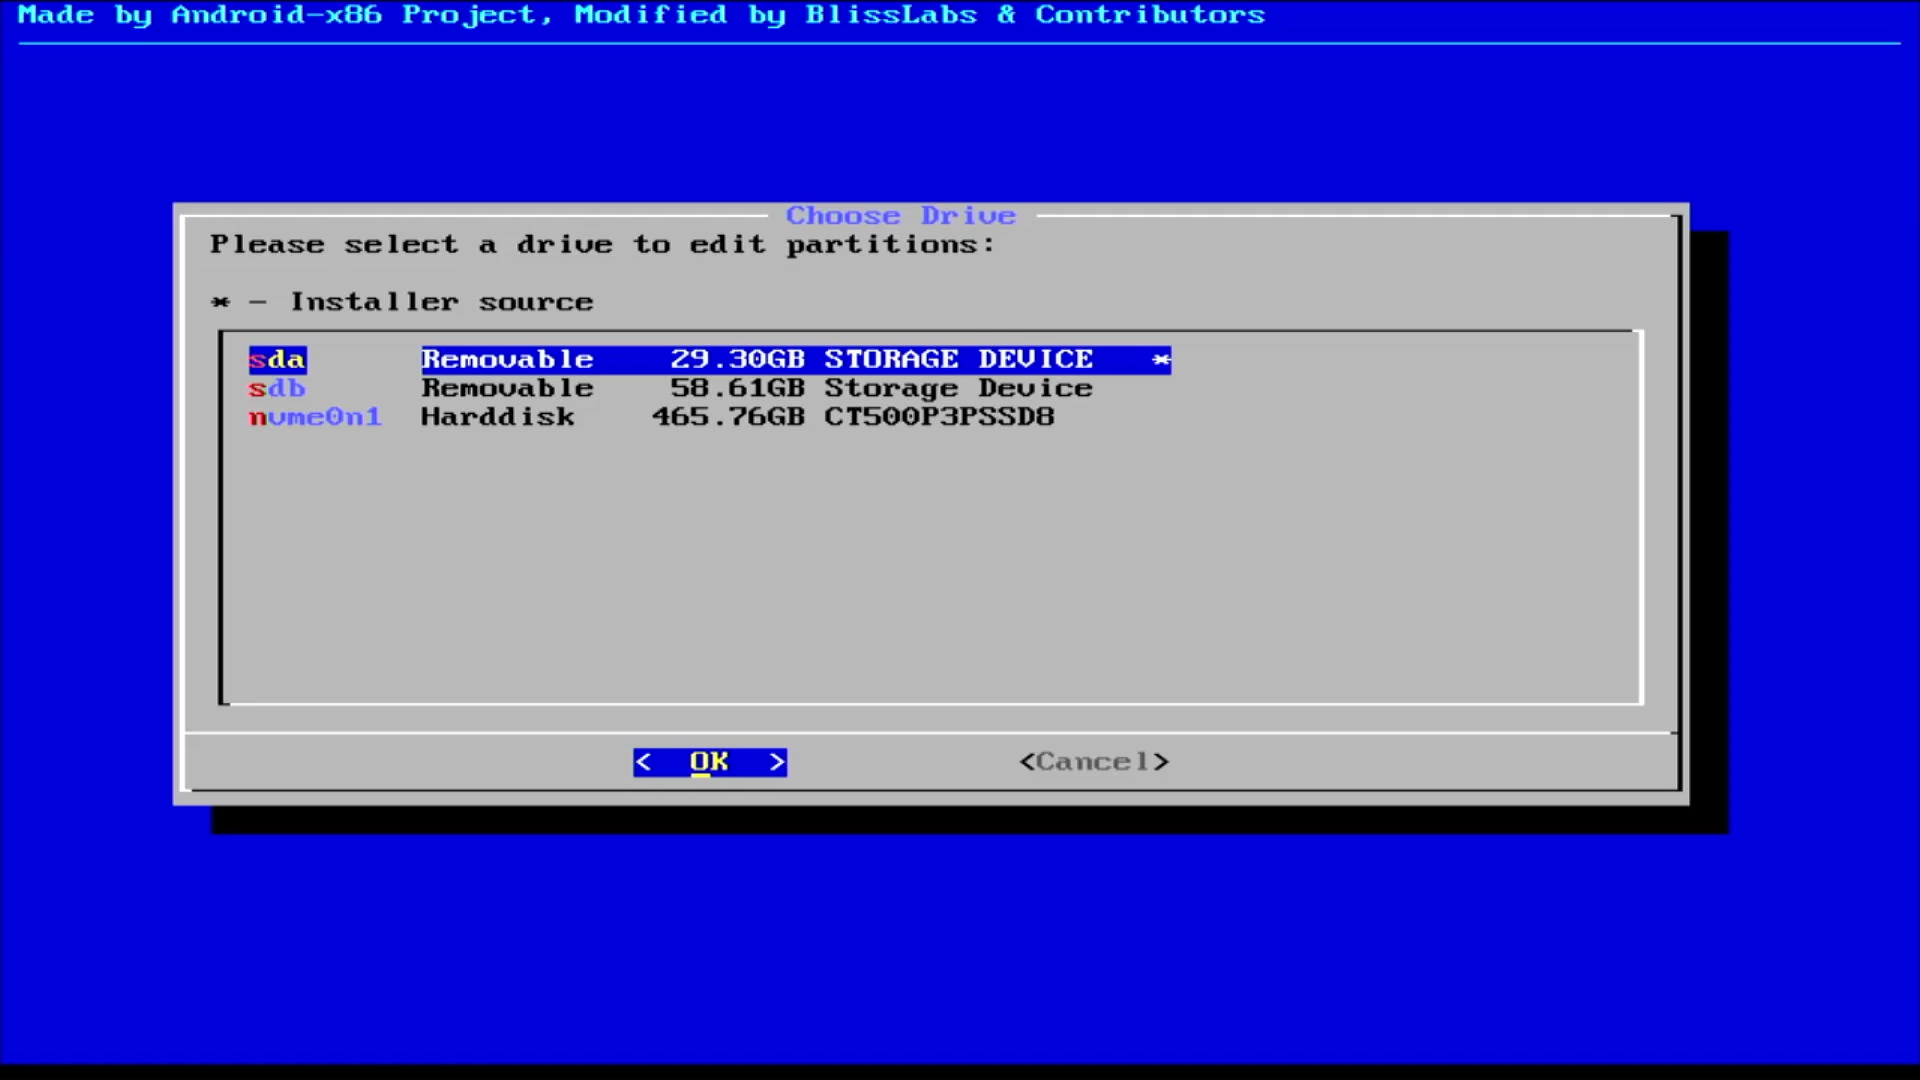 Made by Android-x86 Project, Modified by BlissLabs & Contributors
Choose Drive
Please select a drive to edit partitions:
* - Installer source
sda Removable 29.30GB STORAGE DEVICE *
sdb Removable 58.61GB Storage Device
nvme0n1 Harddisk 465.76GB CT500P3PSSD8
< OK > <Cancel>